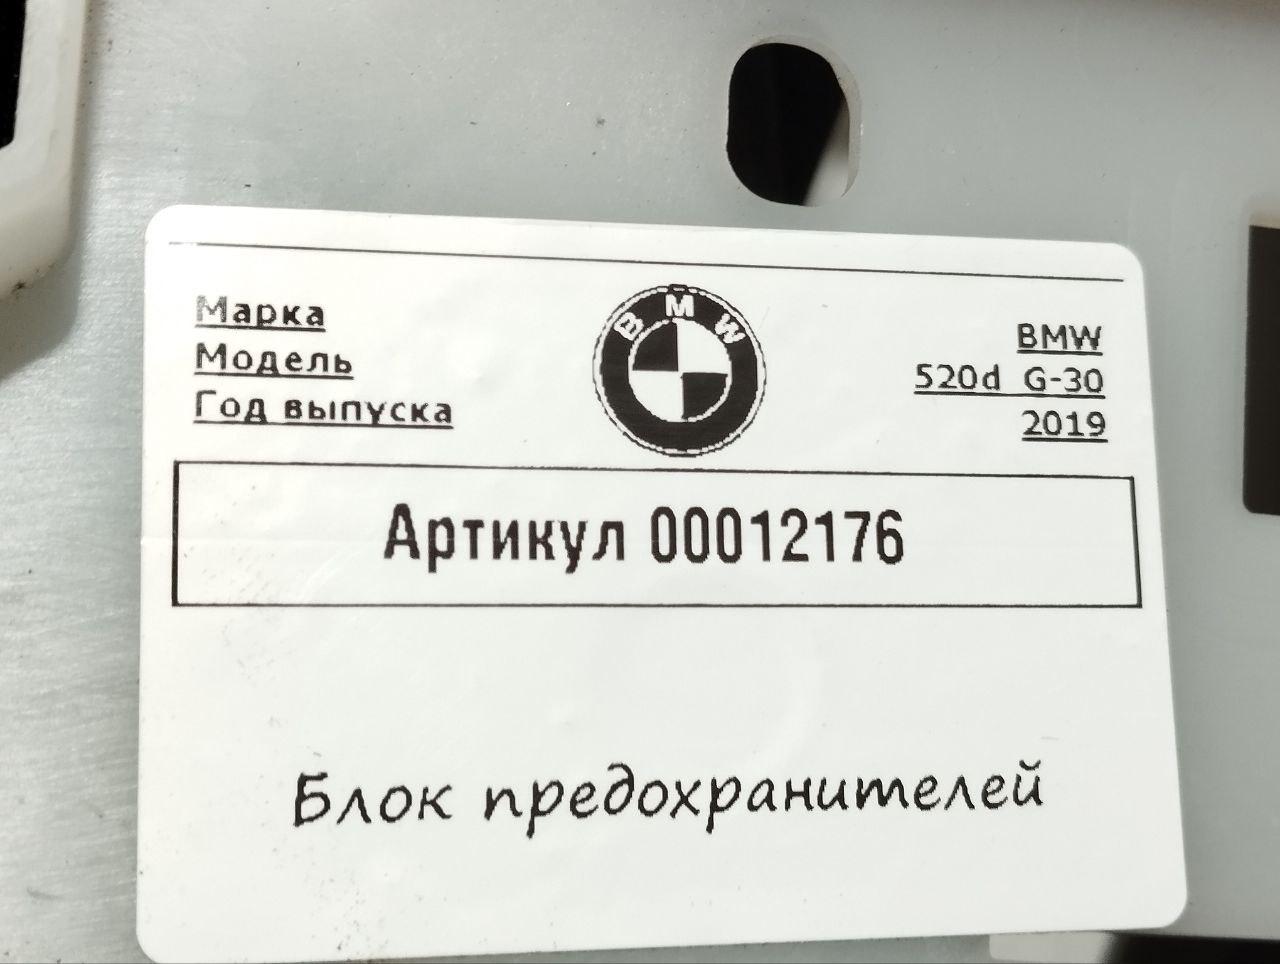 Марка
Модель
Год выпуска
BMW
BMW
520d G-30
2019
Артикул 00012176
Блок предохранителей